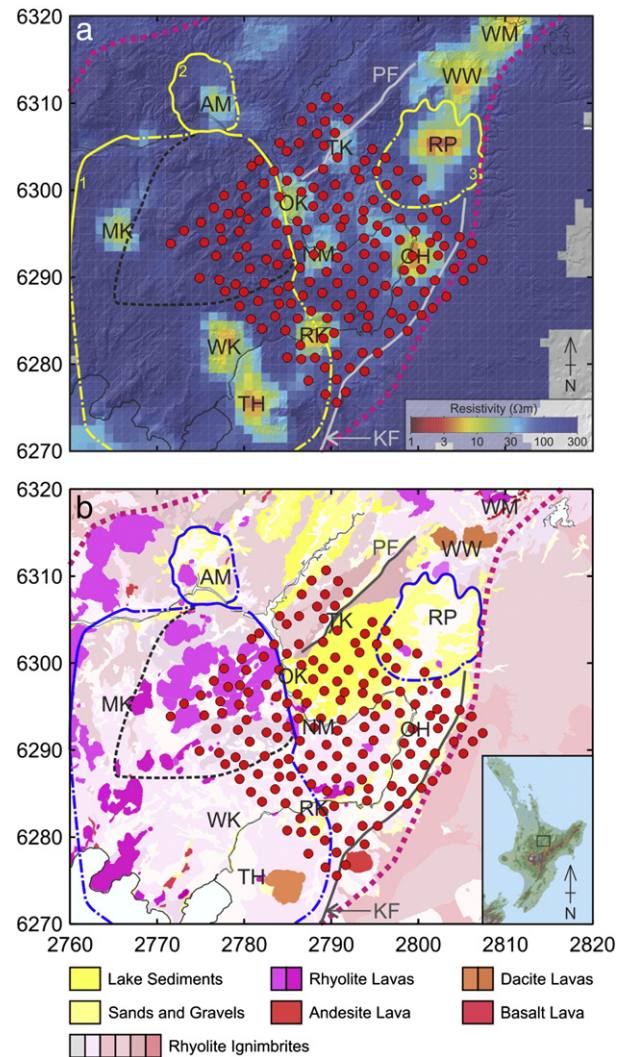 a
6320
6310
6300
6290
6280
6270
WM
WW
PF
2
AM
TK
RP
1
3
OK
MK
NM
CH
WK
RK
TH
N
Resistivity (Ωm)
1 3 10 30 100 300
KF
b
6320
6310
6300
6290
6280
6270
WM
PF
WW
AM
TK
RP
OK
MK
NM
CH
WK
RK
TH
KF
N
2760 2770 2780 2790 2800 2810 2820
Lake Sediments
Rhyolite Lavas
Dacite Lavas
Sands and Gravels
Andesite Lava
Basalt Lava
Rhyolite Ignimbrites